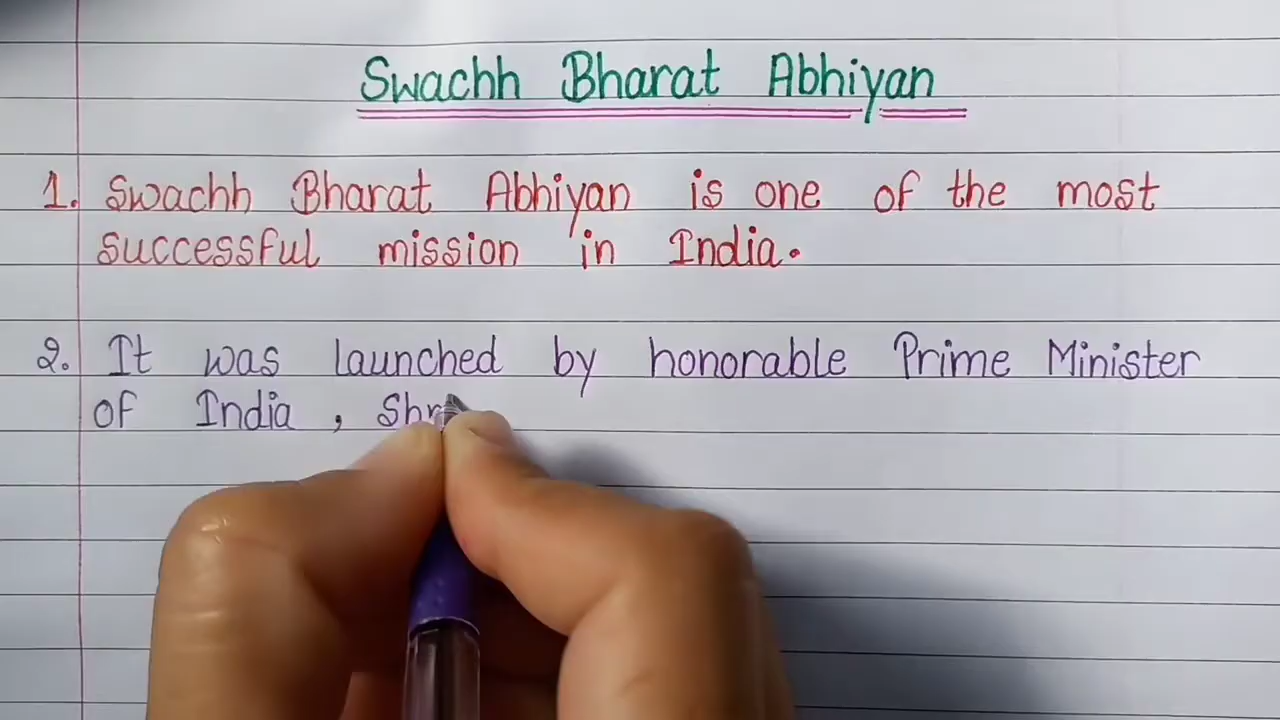 Swachh Bharat Abhiyan
1. Swachh Bharat Abhiyan is one of the most
successful mission in India.
2. It was launched by honorable Prime Minister
of India , Shr